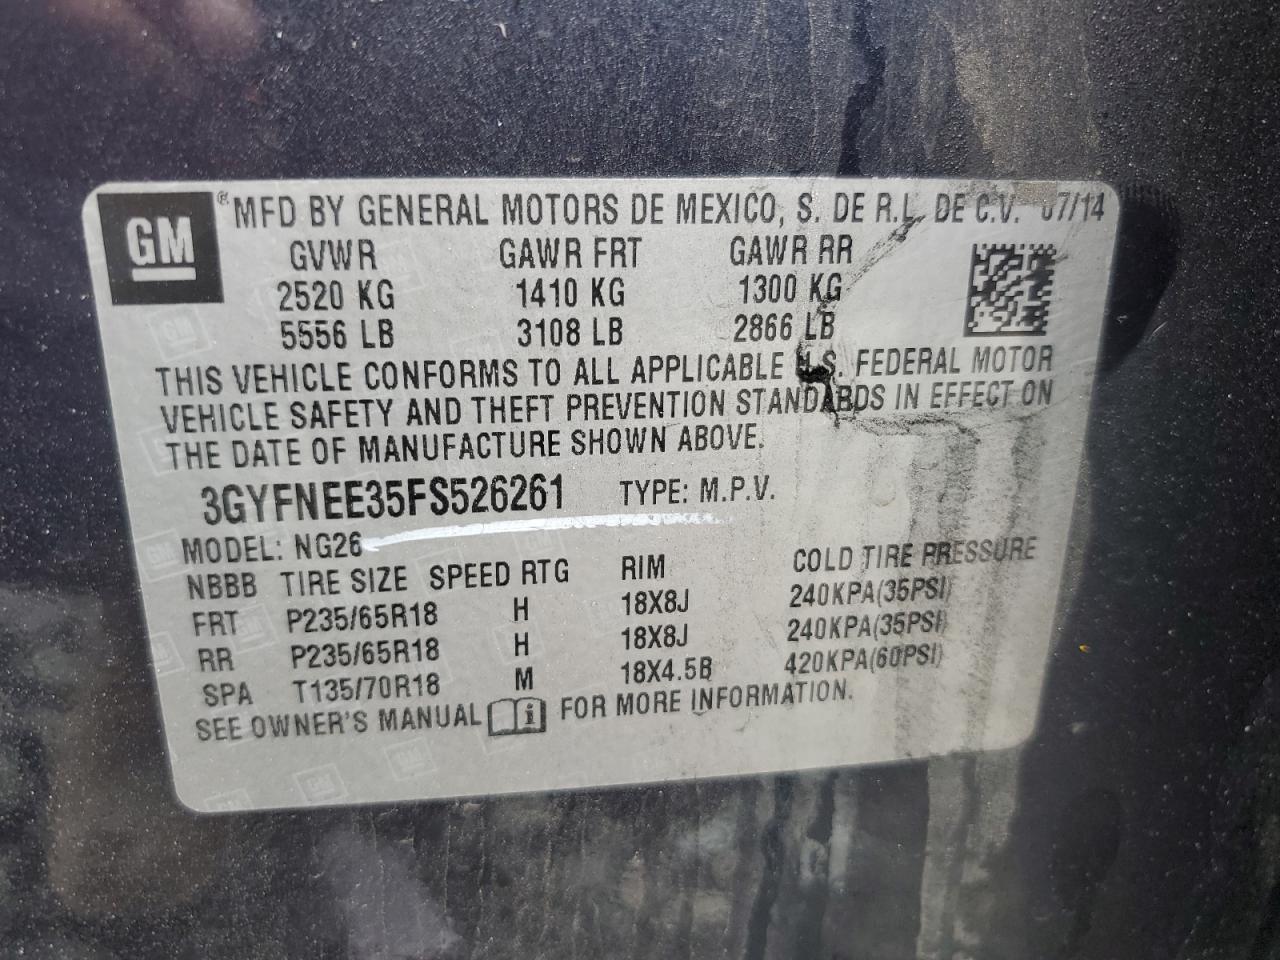 GM ® MFD BY GENERAL MOTORS DE MEXICO, S. DE R.L. DE C.V. 07/14
GVWR GAWR FRT GAWR RR
2520 KG 1410 KG 1300 KG
5556 LB 3108 LB 2866 LB
THIS VEHICLE CONFORMS TO ALL APPLICABLE U.S. FEDERAL MOTOR
VEHICLE SAFETY AND THEFT PREVENTION STANDARDS IN EFFECT ON
THE DATE OF MANUFACTURE SHOWN ABOVE.
3GYFNEE35FS526261 TYPE: M.P.V.
MODEL: NG26
NBBB TIRE SIZE SPEED RTG RIM COLD TIRE PRESSURE
FRT P235/65R18 H 18X8J 240KPA(35PSI)
RR P235/65R18 H 18X8J 240KPA(35PSI)
SPA T135/70R18 M 18X4.5B 420KPA(60PSI)
SEE OWNER'S MANUAL i FOR MORE INFORMATION.